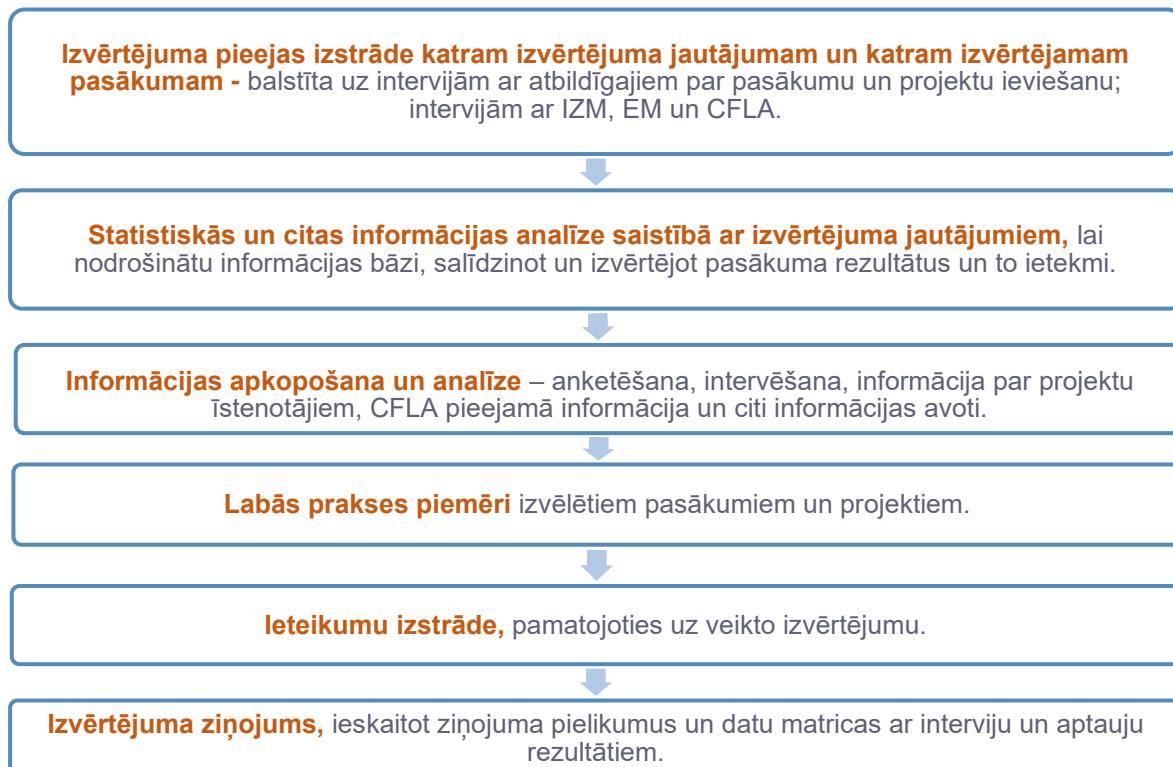 Izvērtējuma pieejas izstrāde katram izvērtējuma jautājumam un katram izvērtējamam
pasākumam - balstīta uz intervijām ar atbildīgajiem par pasākumu un projektu ieviešanu;
intervijām ar IZM, EM un CFLA.
Statistiskās un citas informācijas analīze saistībā ar izvērtējuma jautājumiem, lai
nodrošinātu informācijas bāzi, salīdzinot un izvērtējot pasākuma rezultātus un to ietekmi.
Informācijas apkopošana un analīze – anketēšana, intervēšana, informācija par projektu
īstenotājiem, CFLA pieejamā informācija un citi informācijas avoti.
Labās prakses piemēri izvēlētiem pasākumiem un projektiem.
Ieteikumu izstrāde, pamatojoties uz veikto izvērtējumu.
Izvērtējuma ziņojums, ieskaitot ziņojuma pielikumus un datu matricas ar interviju un aptauju
rezultātiem.